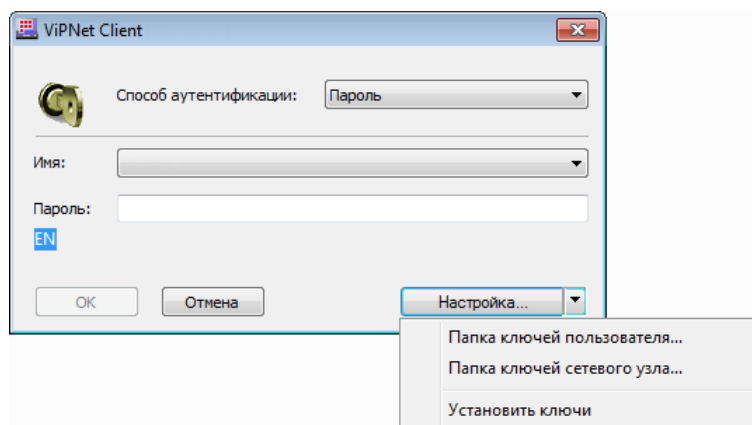 ViPNet Client
Способ аутентификации: Пароль
Имя:
Пароль:
EN
OK Отмена Настройка...
Папка ключей пользователя...
Папка ключей сетевого узла...
Установить ключи